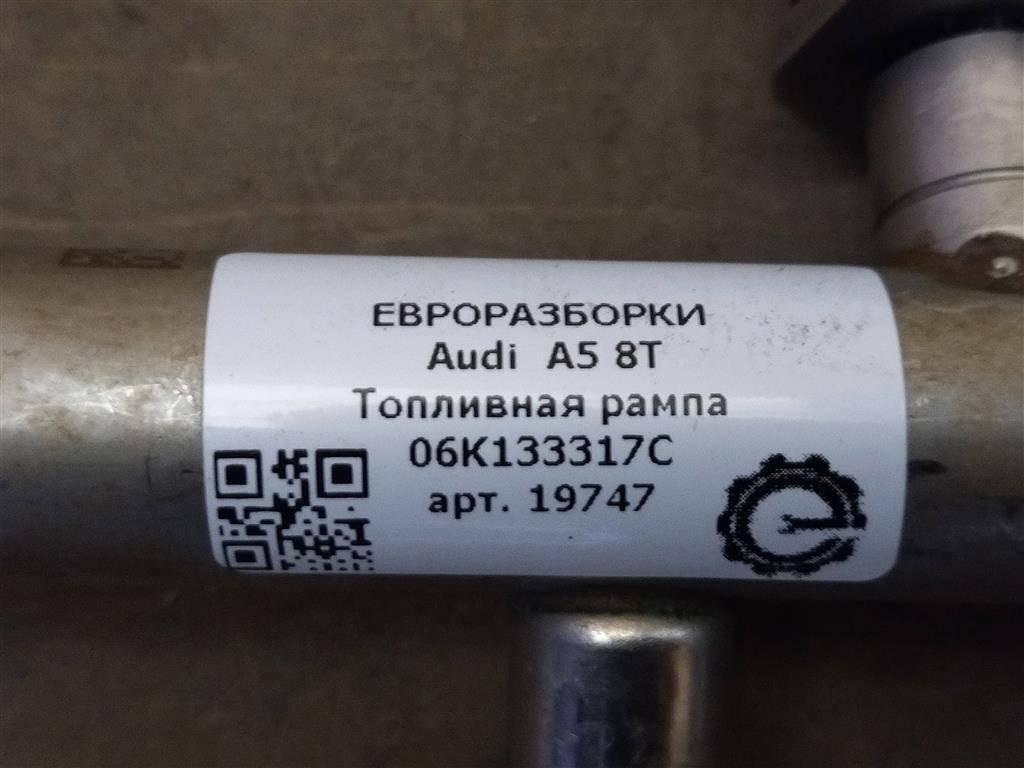 ЕВРОРАЗБОРКИ
Audi A5 8T
Топливная рампа
06K133317C
арт. 19747